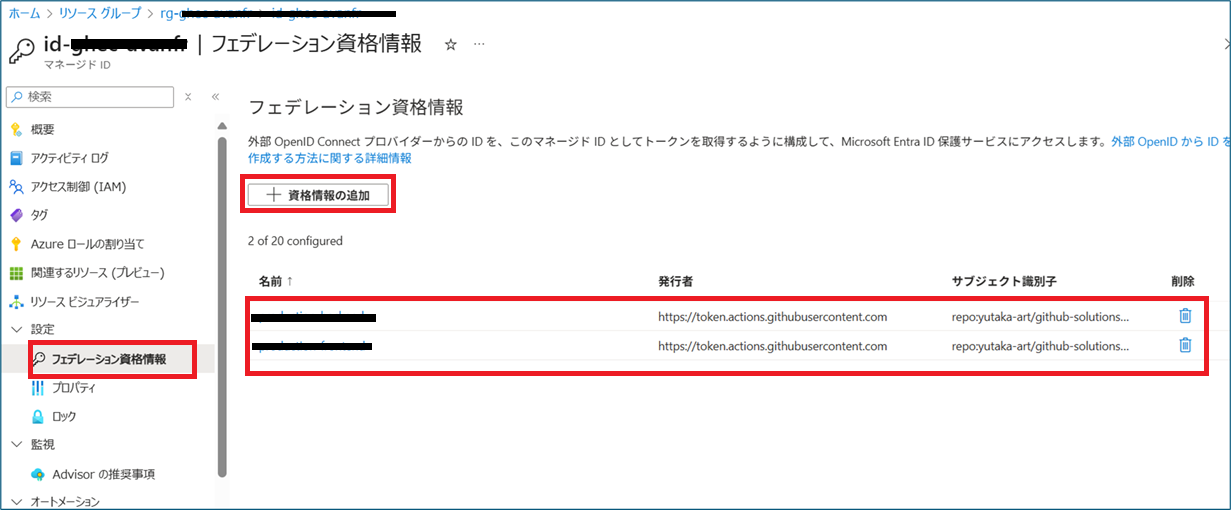 ホーム > リソース グループ > rg-
id- | フェデレーション資格情報 ☆ …
マネージド ID
検索
概要
アクティビティ ログ
アクセス制御 (IAM)
タグ
Azure ロールの割り当て
関連するリソース (プレビュー)
リソース ビジュアライザー
設定
フェデレーション資格情報
プロパティ
ロック
監視
Advisor の推奨事項
オートメーション
フェデレーション資格情報
外部 OpenID Connect プロバイダーからの ID を、このマネージド ID としてトークンを取得するように構成して、Microsoft Entra ID 保護サービスにアクセスします。外部 OpenID から ID を
作成する方法に関する詳細情報
+ 資格情報の追加
2 of 20 configured
名前 ↑ 発行者 サブジェクト識別子 削除
https://token.actions.githubusercontent.com repo:yutaka-art/github-solutions...
https://token.actions.githubusercontent.com repo:yutaka-art/github-solutions...